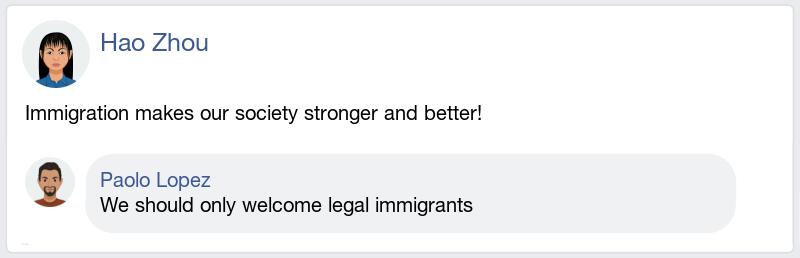 Hao Zhou
Immigration makes our society stronger and better!
Paolo Lopez
We should only welcome legal immigrants